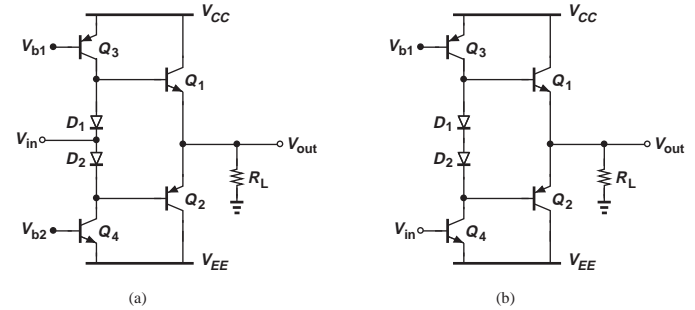 V_CC
V_b1
Q_3
Q_1
D_1
V_in
D_2
V_out
R_L
Q_2
V_b2
Q_4
V_EE
(a)
V_CC
V_b1
Q_3
Q_1
D_1
D_2
V_out
R_L
Q_2
V_in
Q_4
V_EE
(b)